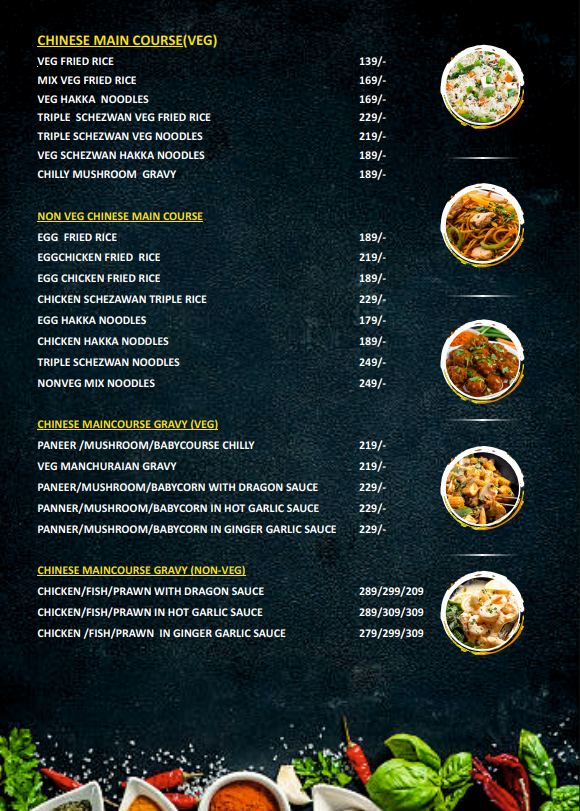 CHINESE MAIN COURSE(VEG)
VEG FRIED RICE 139/-
MIX VEG FRIED RICE 169/-
VEG HAKKA NOODLES 169/-
TRIPLE SCHEZWAN VEG FRIED RICE 229/-
TRIPLE SCHEZWAN VEG NOODLES 219/-
VEG SCHEZWAN HAKKA NOODLES 189/-
CHILLY MUSHROOM GRAVY 189/-
NON VEG CHINESE MAIN COURSE
EGG FRIED RICE 189/-
EGGCHICKEN FRIED RICE 219/-
EGG CHICKEN FRIED RICE 189/-
CHICKEN SCHEZAWAN TRIPLE RICE 229/-
EGG HAKKA NOODLES 179/-
CHICKEN HAKKA NODDLES 189/-
TRIPLE SCHEZWAN NOODLES 249/-
NONVEG MIX NOODLES 249/-
CHINESE MAINCOURSE GRAVY (VEG)
PANEER /MUSHROOM/BABYCOURSE CHILLY 219/-
VEG MANCHURAIAN GRAVY 219/-
PANEER/MUSHROOM/BABYCORN WITH DRAGON SAUCE 229/-
PANNER/MUSHROOM/BABYCORN IN HOT GARLIC SAUCE 229/-
PANNER/MUSHROOM/BABYCORN IN GINGER GARLIC SAUCE 229/-
CHINESE MAINCOURSE GRAVY (NON-VEG)
CHICKEN/FISH/PRAWN WITH DRAGON SAUCE 289/299/209
CHICKEN/FISH/PRAWN IN HOT GARLIC SAUCE 289/309/309
CHICKEN /FISH/PRAWN IN GINGER GARLIC SAUCE 279/299/309